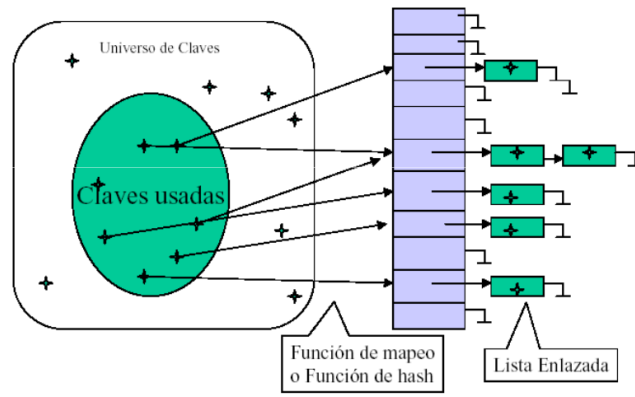 Universo de Claves
Claves usadas
Función de mapeo
o Función de hash
Lista Enlazada